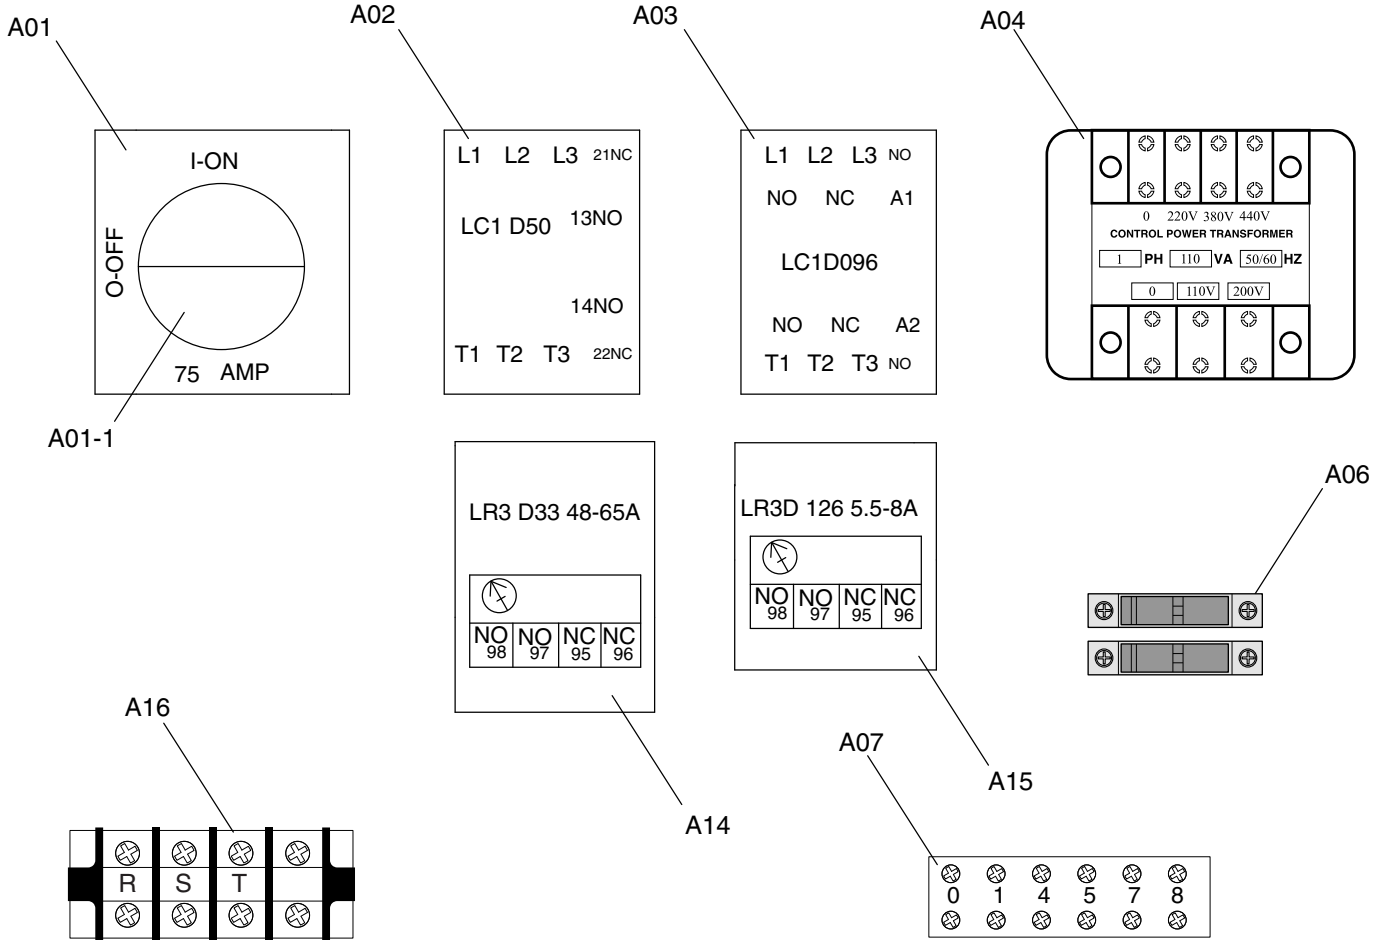 A01
A02
A03
A04
I-ON
O-OFF
75 AMP
A01-1
L1 L2 L3 21NC
LC1 D50 13NO
14NO
T1 T2 T3 22NC
L1 L2 L3 NO
NO NC A1
LC1D096
NO NC A2
T1 T2 T3 NO
0 220V 380V 440V
CONTROL POWER TRANSFORMER
1 PH 110 VA 50/60 HZ
0 110V 200V
LR3 D33 48-65A
NO NO NC NC
98 97 95 96
LR3D 126 5.5-8A
NO NO NC NC
98 97 95 96
A06
A16
A14
A15
A07
R S T
0 1 4 5 7 8